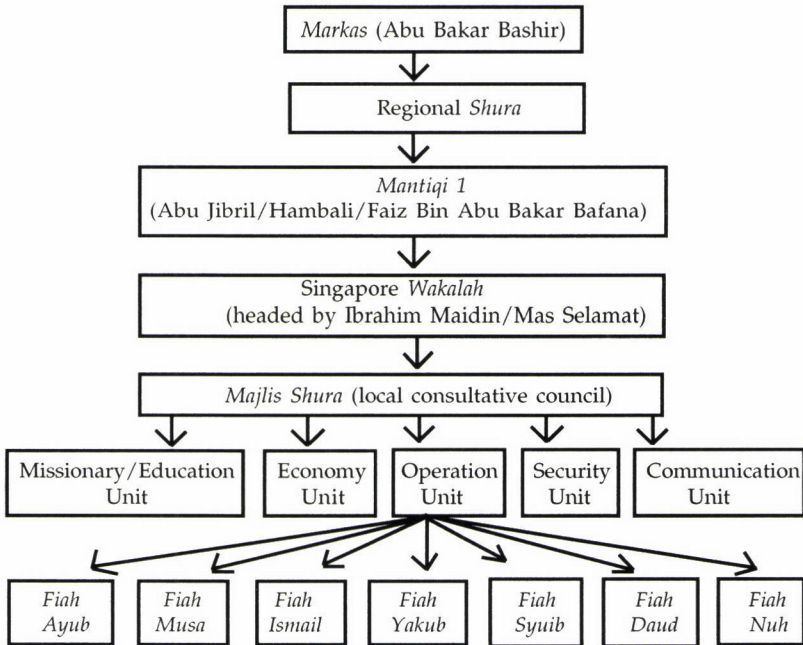 Markas (Abu Bakar Bashir)
Regional Shura
Mantiqi 1
(Abu Jibril/Hambali/Faiz Bin Abu Bakar Bafana)
Singapore Wakalah
(headed by Ibrahim Maidin/Mas Selamat)
Majlis Shura (local consultative council)
Missionary/Education
Unit
Economy
Unit
Operation
Unit
Security
Unit
Communication
Unit
Fiah
Ayub
Fiah
Musa
Fiah
Ismail
Fiah
Yakub
Fiah
Syuib
Fiah
Daud
Fiah
Nuh